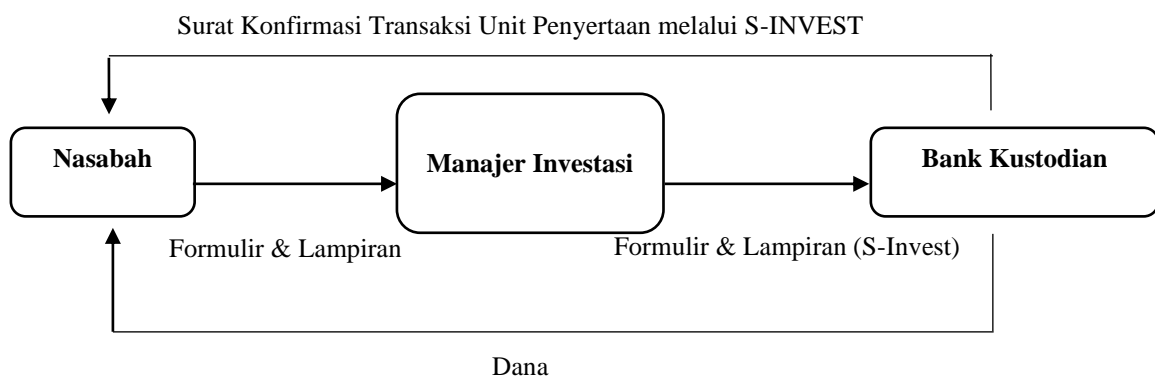 Surat Konfirmasi Transaksi Unit Penyertaan melalui S-INVEST
Nasabah
Manajer Investasi
Bank Kustodian
Formulir & Lampiran
Formulir & Lampiran (S-Invest)
Dana